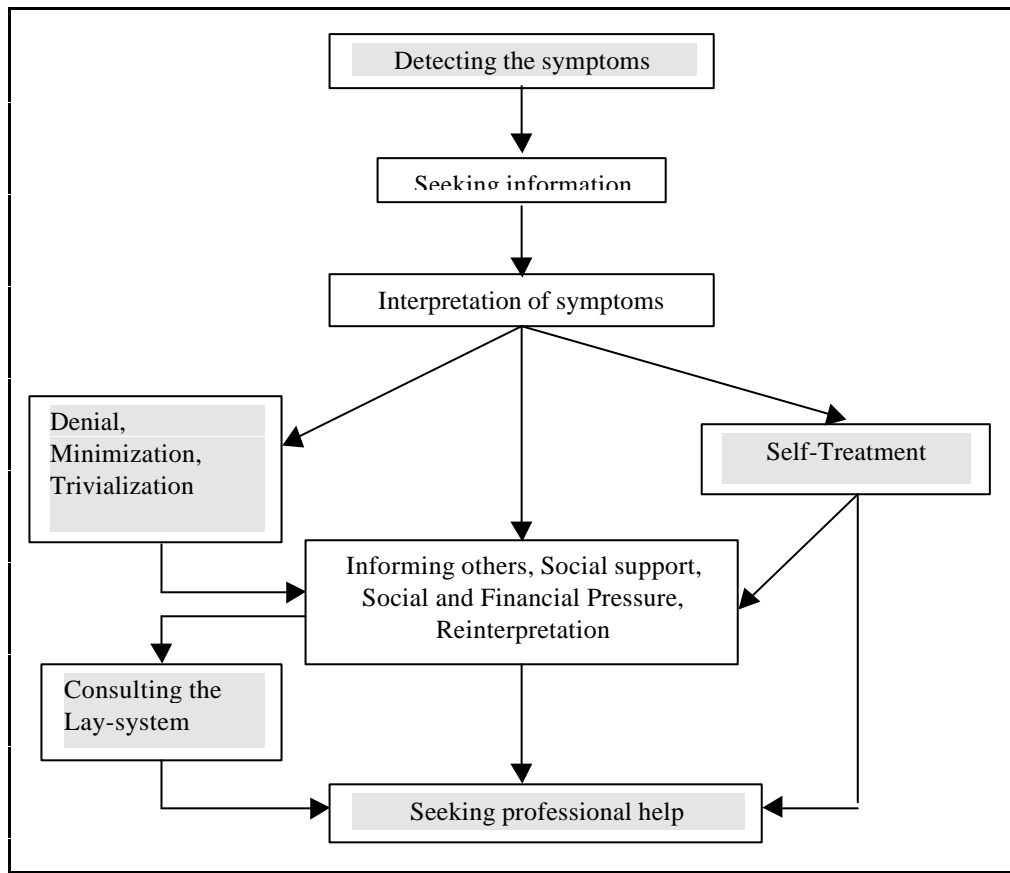 Detecting the symptoms
Seeking information
Interpretation of symptoms
Denial,
Minimization,
Trivialization
Self-Treatment
Informing others, Social support,
Social and Financial Pressure,
Reinterpretation
Consulting the
Lay-system
Seeking professional help